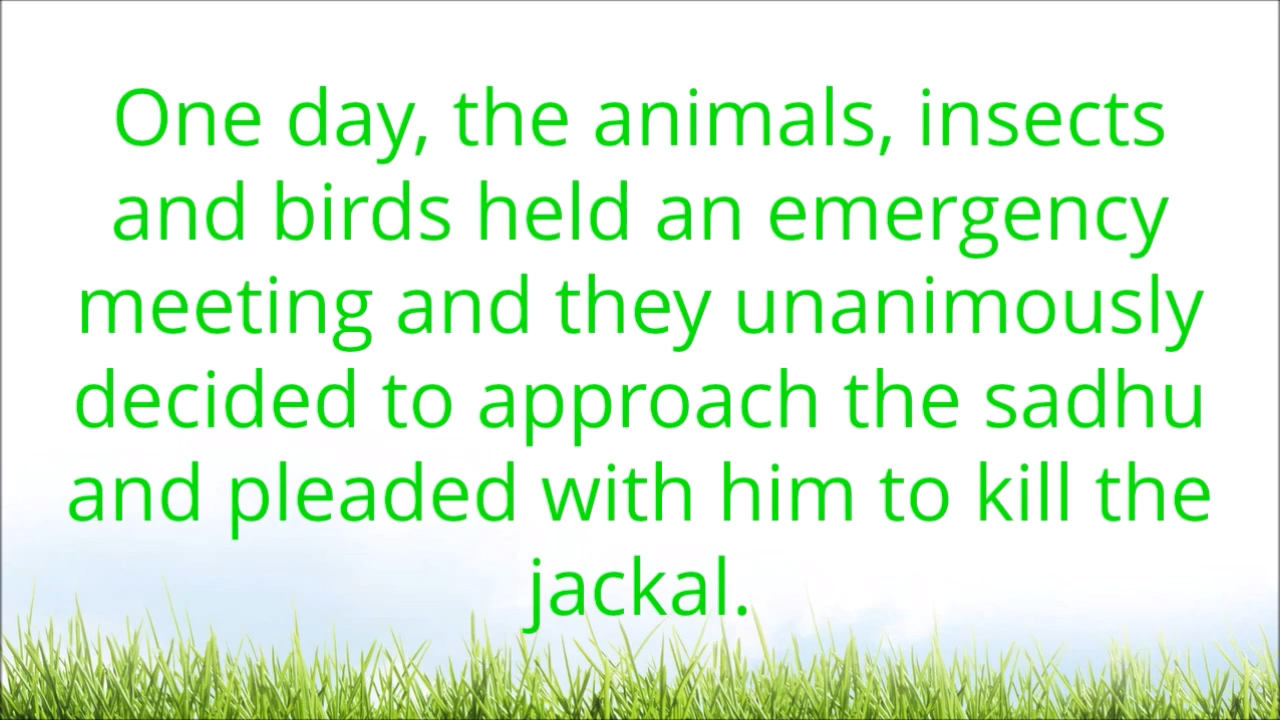 One day, the animals, insects
and birds held an emergency
meeting and they unanimously
decided to approach the sadhu
and pleaded with him to kill the
jackal.